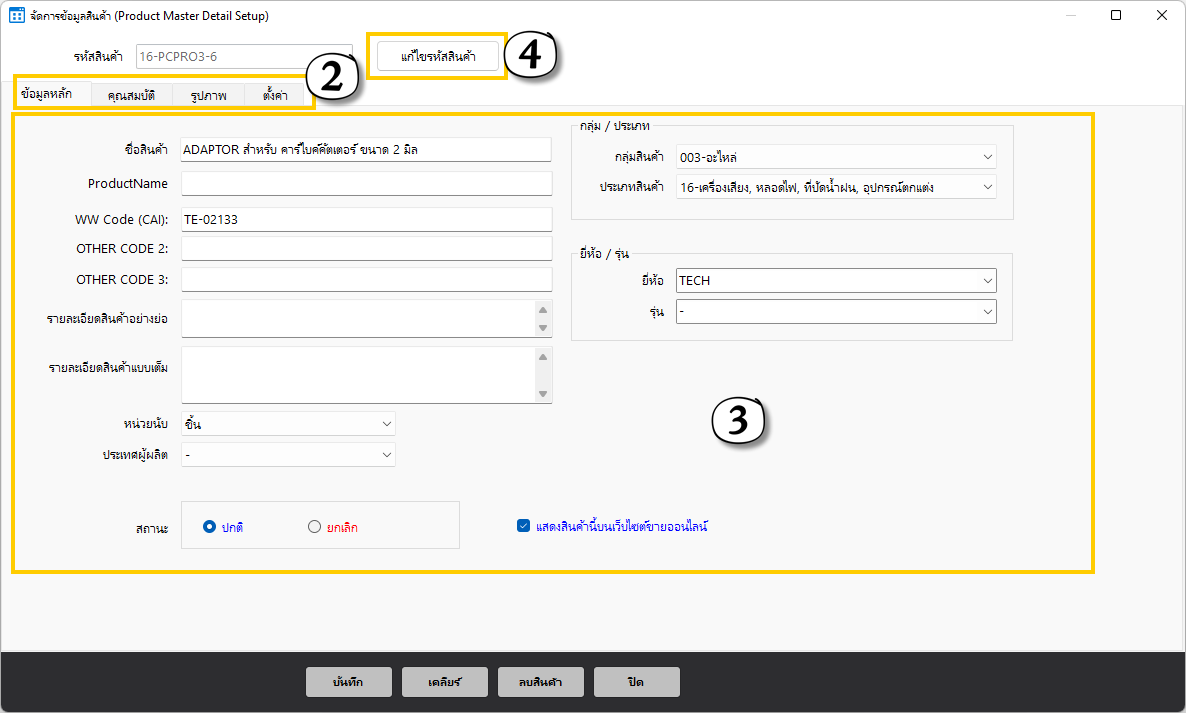 จัดการข้อมูลสินค้า (Product Master Detail Setup)
รหัสสินค้า 16-PCPRO3-6 แก้ไขรหัสสินค้า 4
2
ข้อมูลหลัก คุณสมบัติ รูปภาพ ตั้งค่า
ชื่อสินค้า ADAPTOR สำหรับ คาร์ไบค์คัตเตอร์ ขนาด 2 มิล
ProductName
WW Code (CAI): TE-02133
OTHER CODE 2:
OTHER CODE 3:
รายละเอียดสินค้าอย่างย่อ
รายละเอียดสินค้าแบบเต็ม
หน่วยนับ ชิ้น
ประเทศผู้ผลิต -
สถานะ ปกติ ยกเลิก
แสดงสินค้านี้บนเว็บไซต์ขายออนไลน์
กลุ่ม / ประเภท
กลุ่มสินค้า 003-อะไหล่
ประเภทสินค้า 16-เครื่องเสียง, หลอดไฟ, ที่ปัดน้ำฝน, อุปกรณ์ตกแต่ง
ยี่ห้อ / รุ่น
ยี่ห้อ TECH
รุ่น -
3
บันทึก เคลียร์ ลบสินค้า ปิด